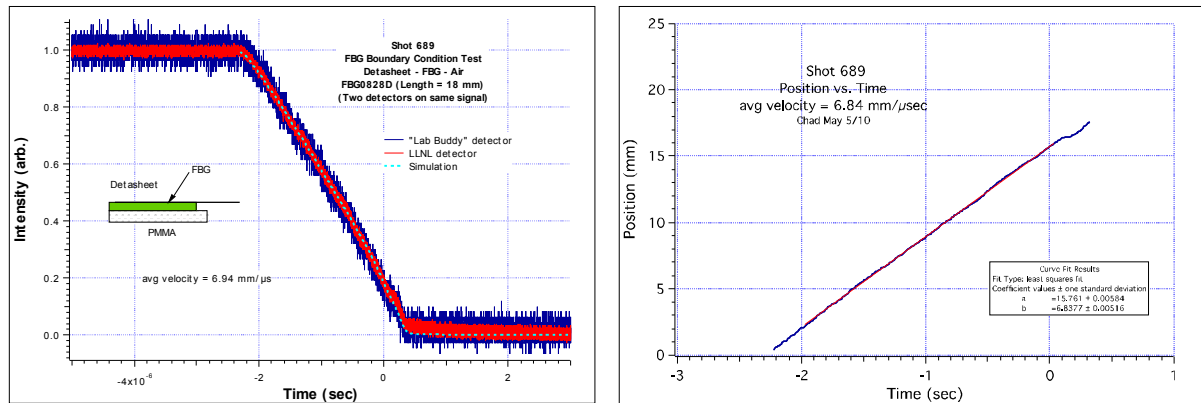 Shot 689
FBG Boundary Condition Test
Detasheet - FBG - Air
FBG0828D (Length = 18 mm)
(Two detectors on same signal)
"Lab Buddy" detector
LLNL detector
Simulation
FBG
Detasheet
PMMA
avg velocity = 6.94 mm/µs
Intensity (arb.)
1.0
0.8
0.6
0.4
0.2
0.0
-4x10⁻⁶
-2
0
2
Time (sec)
Shot 689
Position vs. Time
avg velocity = 6.84 mm/µsec
Chad May 5/10
Position (mm)
25
20
15
10
5
0
Curve Fit Results
Fit Type: least squares fit
Coefficient values ± one standard deviation
a =15.761 ± 0.00584
b =6.8377 ± 0.00516
-3
-2
-1
0
1
Time (sec)